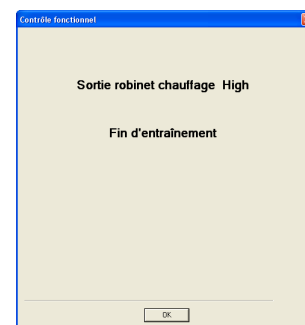 Contrôle fonctionnel
Sortie robinet chauffage High
Fin d'entraînement
OK